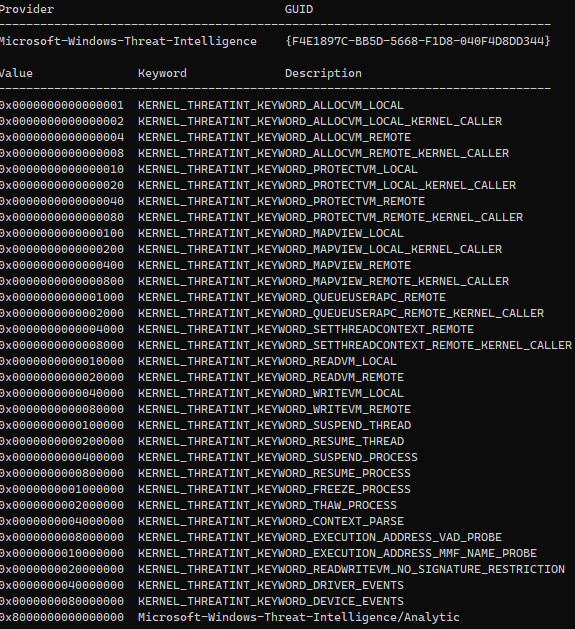 Provider GUID
-------------------------------------------------------------------------------
Microsoft-Windows-Threat-Intelligence {F4E1897C-BB5D-5668-F1D8-040F4D8DD344}
Value Keyword Description
-------------------------------------------------------------------------------
0x0000000000000001 KERNEL_THREATINT_KEYWORD_ALLOCVM_LOCAL
0x0000000000000002 KERNEL_THREATINT_KEYWORD_ALLOCVM_LOCAL_KERNEL_CALLER
0x0000000000000004 KERNEL_THREATINT_KEYWORD_ALLOCVM_REMOTE
0x0000000000000008 KERNEL_THREATINT_KEYWORD_ALLOCVM_REMOTE_KERNEL_CALLER
0x0000000000000010 KERNEL_THREATINT_KEYWORD_PROTECTVM_LOCAL
0x0000000000000020 KERNEL_THREATINT_KEYWORD_PROTECTVM_LOCAL_KERNEL_CALLER
0x0000000000000040 KERNEL_THREATINT_KEYWORD_PROTECTVM_REMOTE
0x0000000000000080 KERNEL_THREATINT_KEYWORD_PROTECTVM_REMOTE_KERNEL_CALLER
0x0000000000000100 KERNEL_THREATINT_KEYWORD_MAPVIEW_LOCAL
0x0000000000000200 KERNEL_THREATINT_KEYWORD_MAPVIEW_LOCAL_KERNEL_CALLER
0x0000000000000400 KERNEL_THREATINT_KEYWORD_MAPVIEW_REMOTE
0x0000000000000800 KERNEL_THREATINT_KEYWORD_MAPVIEW_REMOTE_KERNEL_CALLER
0x0000000000001000 KERNEL_THREATINT_KEYWORD_QUEUEUSERAPC_REMOTE
0x0000000000002000 KERNEL_THREATINT_KEYWORD_QUEUEUSERAPC_REMOTE_KERNEL_CALLER
0x0000000000004000 KERNEL_THREATINT_KEYWORD_SETTHREADCONTEXT_REMOTE
0x0000000000008000 KERNEL_THREATINT_KEYWORD_SETTHREADCONTEXT_REMOTE_KERNEL_CALLER
0x0000000000010000 KERNEL_THREATINT_KEYWORD_READVM_LOCAL
0x0000000000020000 KERNEL_THREATINT_KEYWORD_READVM_REMOTE
0x0000000000040000 KERNEL_THREATINT_KEYWORD_WRITEVM_LOCAL
0x0000000000080000 KERNEL_THREATINT_KEYWORD_WRITEVM_REMOTE
0x0000000000100000 KERNEL_THREATINT_KEYWORD_SUSPEND_THREAD
0x0000000000200000 KERNEL_THREATINT_KEYWORD_RESUME_THREAD
0x0000000000400000 KERNEL_THREATINT_KEYWORD_SUSPEND_PROCESS
0x0000000000800000 KERNEL_THREATINT_KEYWORD_RESUME_PROCESS
0x0000000001000000 KERNEL_THREATINT_KEYWORD_FREEZE_PROCESS
0x0000000002000000 KERNEL_THREATINT_KEYWORD_THAW_PROCESS
0x0000000004000000 KERNEL_THREATINT_KEYWORD_CONTEXT_PARSE
0x0000000008000000 KERNEL_THREATINT_KEYWORD_EXECUTION_ADDRESS_VAD_PROBE
0x0000000010000000 KERNEL_THREATINT_KEYWORD_EXECUTION_ADDRESS_MMF_NAME_PROBE
0x0000000020000000 KERNEL_THREATINT_KEYWORD_READWRITEVM_NO_SIGNATURE_RESTRICTION
0x0000000040000000 KERNEL_THREATINT_KEYWORD_DRIVER_EVENTS
0x0000000080000000 KERNEL_THREATINT_KEYWORD_DEVICE_EVENTS
0x8000000000000000 Microsoft-Windows-Threat-Intelligence/Analytic